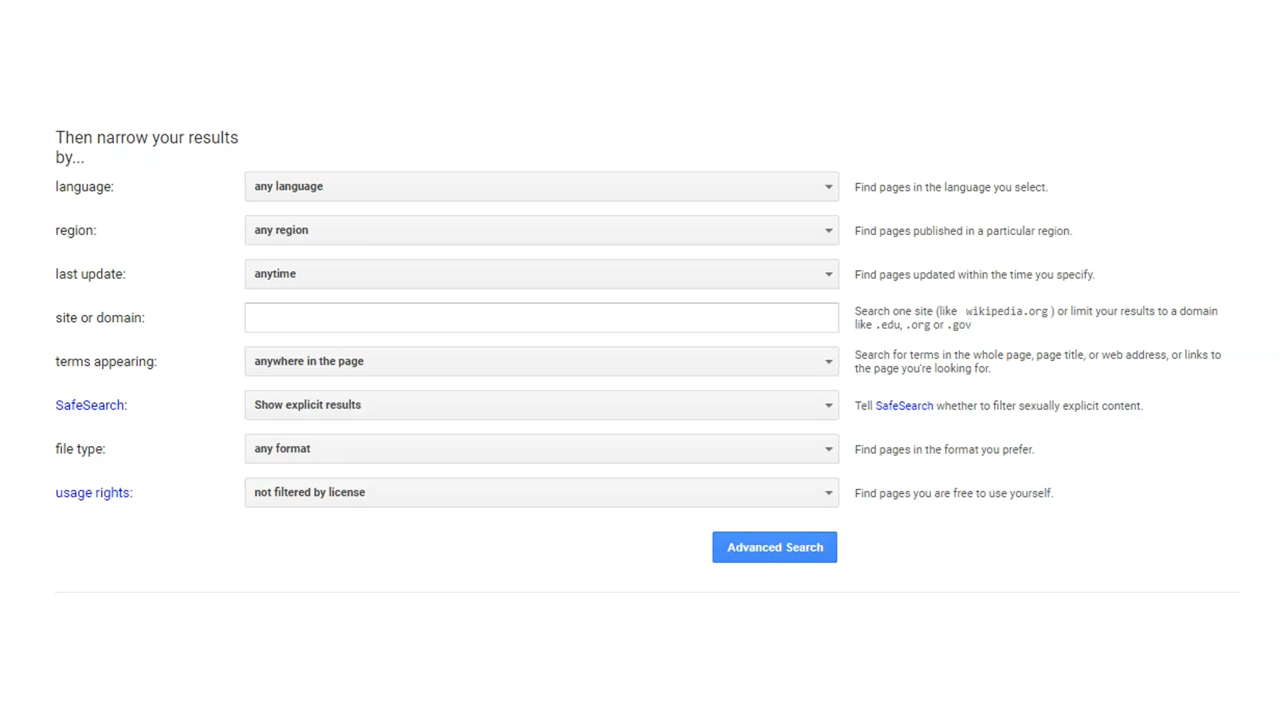 Then narrow your results
by...
language:
any language
Find pages in the language you select.
region:
any region
Find pages published in a particular region.
last update:
anytime
Find pages updated within the time you specify.
site or domain:
Search one site (like wikipedia.org ) or limit your results to a domain
like .edu, .org or .gov
terms appearing:
anywhere in the page
Search for terms in the whole page, page title, or web address, or links to
the page you're looking for.
SafeSearch:
Show explicit results
Tell SafeSearch whether to filter sexually explicit content.
file type:
any format
Find pages in the format you prefer.
usage rights:
not filtered by license
Find pages you are free to use yourself.
Advanced Search